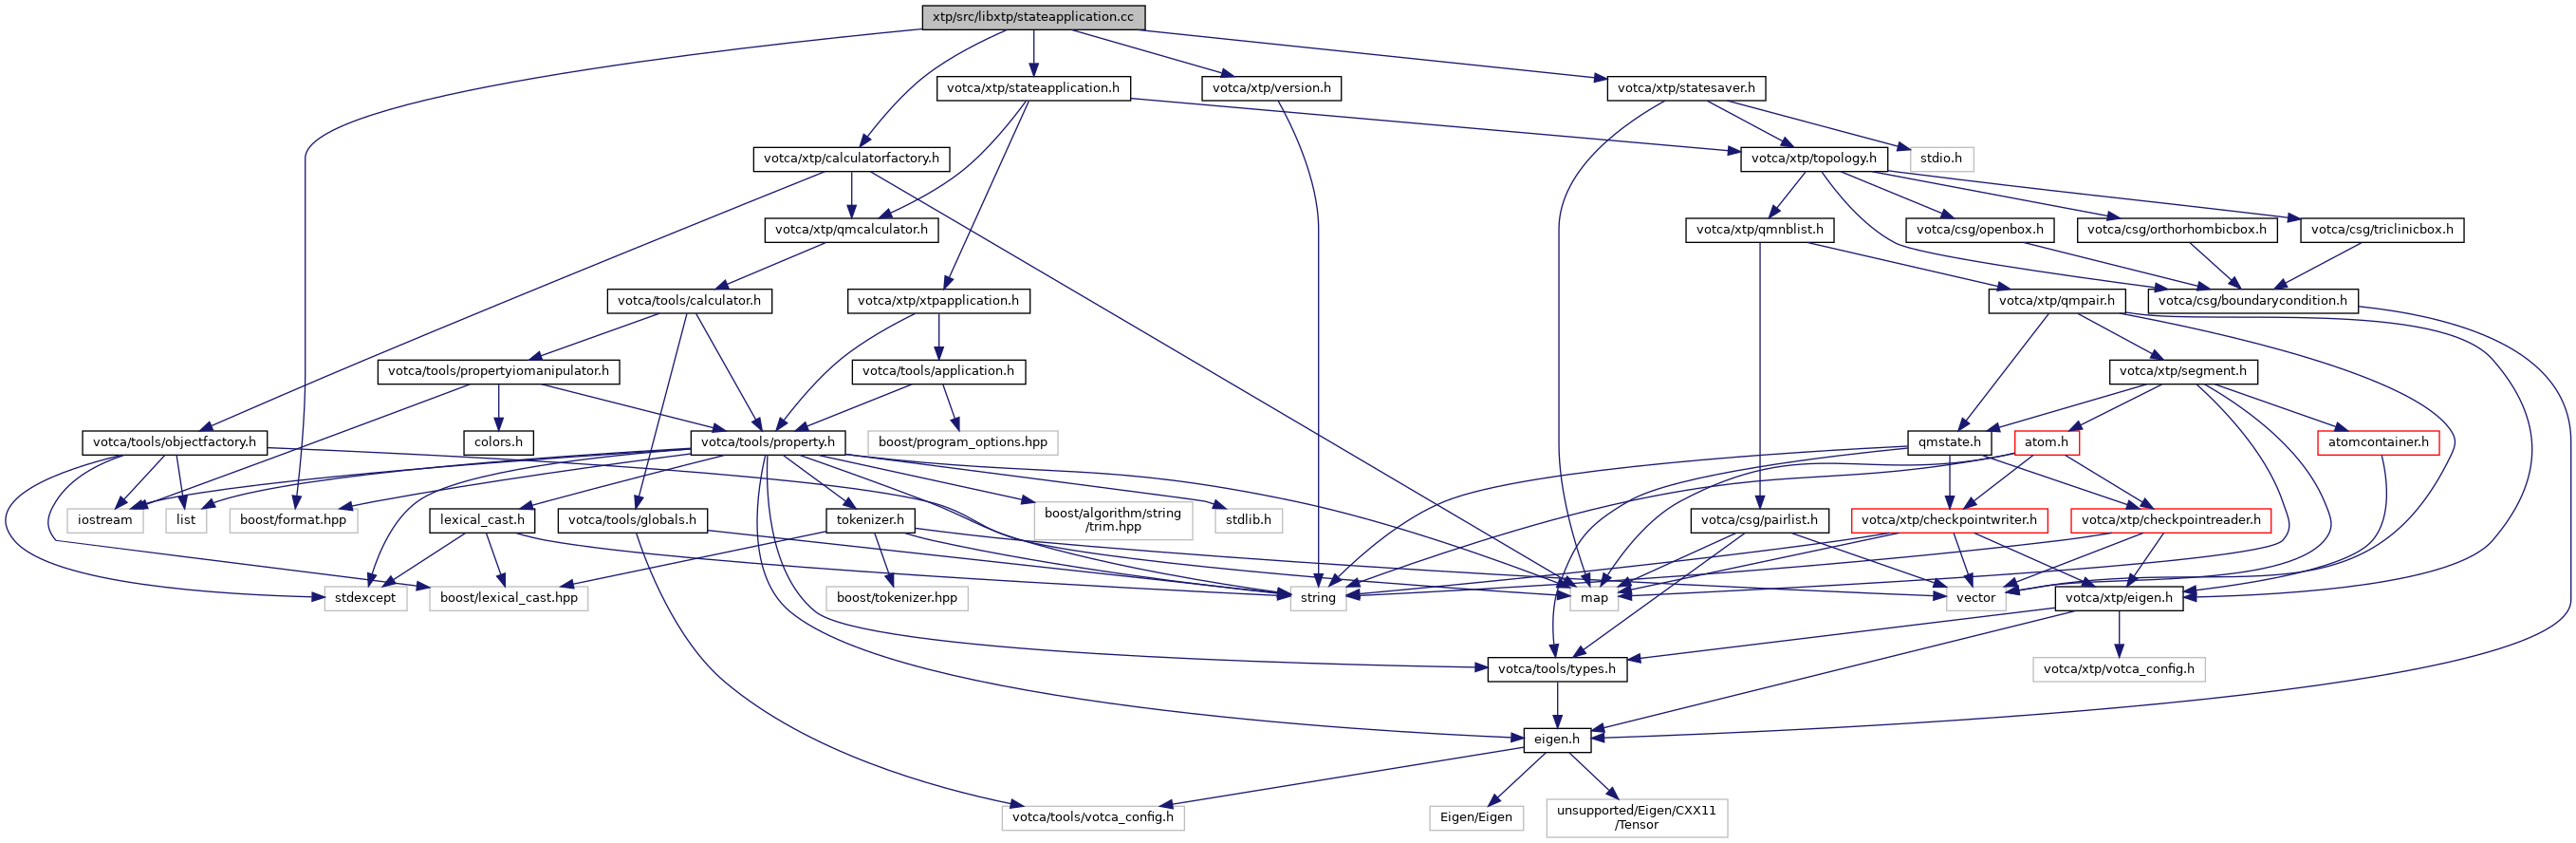 xtp/src/libxtp/stateapplication.cc
votca/xtp/stateapplication.h
votca/xtp/version.h
votca/xtp/statesaver.h
votca/xtp/calculatorfactory.h
votca/xtp/topology.h
stdio.h
votca/xtp/qmcalculator.h
votca/xtp/qmnblist.h
votca/csg/openbox.h
votca/csg/orthorhombicbox.h
votca/csg/triclinicbox.h
votca/tools/calculator.h
votca/xtp/xtpapplication.h
votca/xtp/qmpair.h
votca/csg/boundarycondition.h
votca/tools/propertyiomanipulator.h
votca/tools/application.h
votca/xtp/segment.h
votca/tools/objectfactory.h
colors.h
votca/tools/property.h
boost/program_options.hpp
qmstate.h
atom.h
atomcontainer.h
iostream
list
boost/format.hpp
lexical_cast.h
votca/tools/globals.h
tokenizer.h
boost/algorithm/string
/trim.hpp
stdlib.h
votca/csg/pairlist.h
votca/xtp/checkpointwriter.h
votca/xtp/checkpointreader.h
stdexcept
boost/lexical_cast.hpp
boost/tokenizer.hpp
string
map
vector
votca/xtp/eigen.h
votca/tools/types.h
votca/xtp/votca_config.h
eigen.h
votca/tools/votca_config.h
Eigen/Eigen
unsupported/Eigen/CXX11
/Tensor